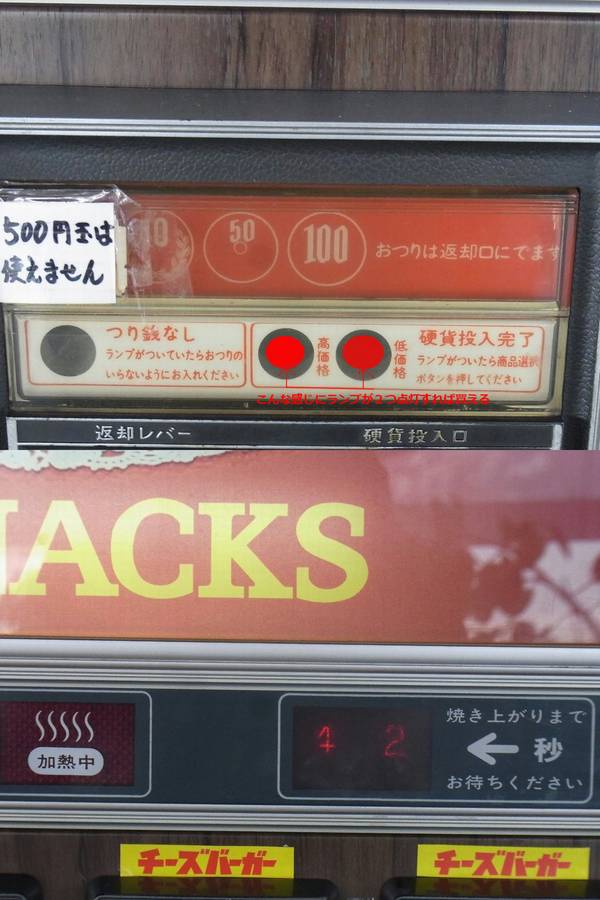 500円玉は
使えません
10 50 100 おつりは返却口にでます
つり銭なし
ランプがついていたらおつりの
いらないようにお入れください
高価格
低価格
硬貨投入完了
ランプがついたら商品選択
ボタンを押してください
こんな感じにランプが２つ点灯すれば買える
返却レバー
硬貨投入口
NACKS
加熱中
42
焼き上がりまで
秒
お待ちください
チーズバーガー
チーズバーガー